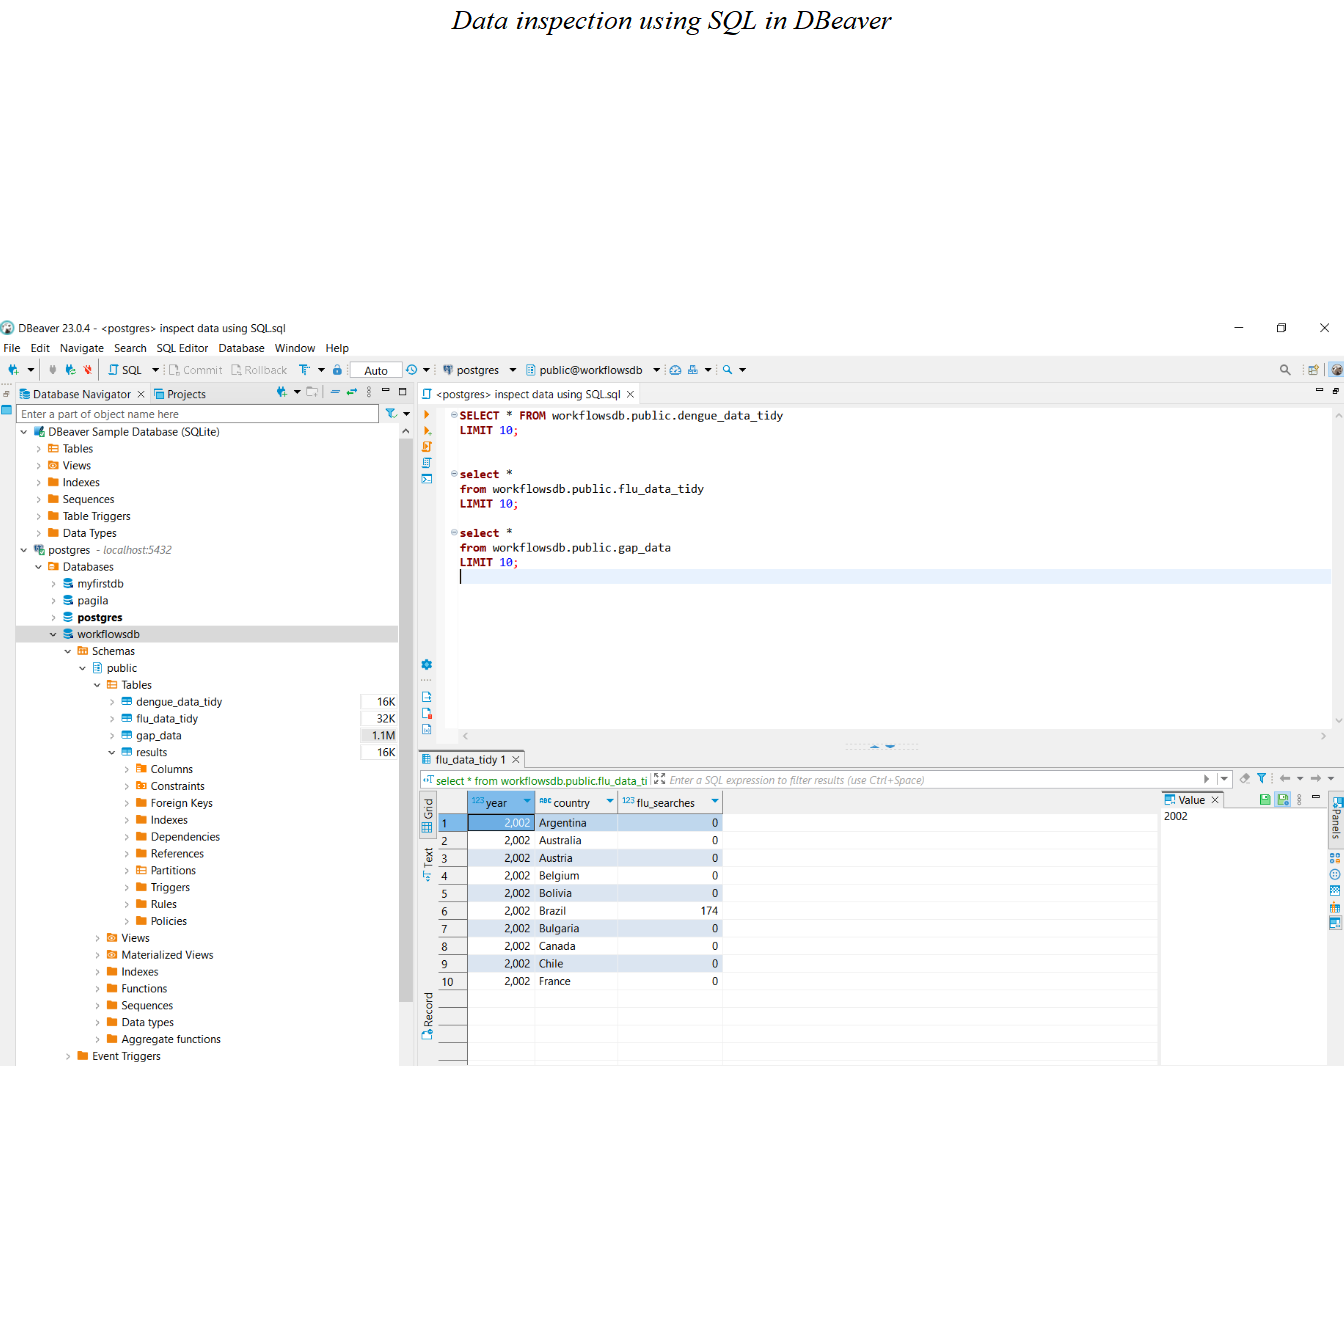 Data inspection using SQL in DBeaver
DBeaver 23.0.4 - <postgres> inspect data using SQL.sql
File Edit Navigate Search SQL Editor Database Window Help
SQL Commit Rollback Auto postgres public@workflowsdb
Database Navigator Projects
Enter a part of object name here
DBeaver Sample Database (SQLite)
Tables
Views
Indexes
Sequences
Table Triggers
Data Types
postgres - localhost:5432
Databases
myfirstdb
pagila
postgres
workflowsdb
Schemas
public
Tables
dengue_data_tidy 16K
flu_data_tidy 32K
gap_data 1.1M
results 16K
Columns
Constraints
Foreign Keys
Indexes
Dependencies
References
Partitions
Triggers
Rules
Policies
Views
Materialized Views
Indexes
Functions
Sequences
Data types
Aggregate functions
Event Triggers
<postgres> inspect data using SQL.sql
SELECT * FROM workflowsdb.public.dengue_data_tidy
LIMIT 10;
select *
from workflowsdb.public.flu_data_tidy
LIMIT 10;
select *
from workflowsdb.public.gap_data
LIMIT 10;
flu_data_tidy 1
select * from workflowsdb.public.flu_data_ti Enter a SQL expression to filter results (use Ctrl+Space)
Grid
Text
Record
123 year ABC country 123 flu_searches
1 2,002 Argentina 0
2 2,002 Australia 0
3 2,002 Austria 0
4 2,002 Belgium 0
5 2,002 Bolivia 0
6 2,002 Brazil 174
7 2,002 Bulgaria 0
8 2,002 Canada 0
9 2,002 Chile 0
10 2,002 France 0
Value
2002
Panels